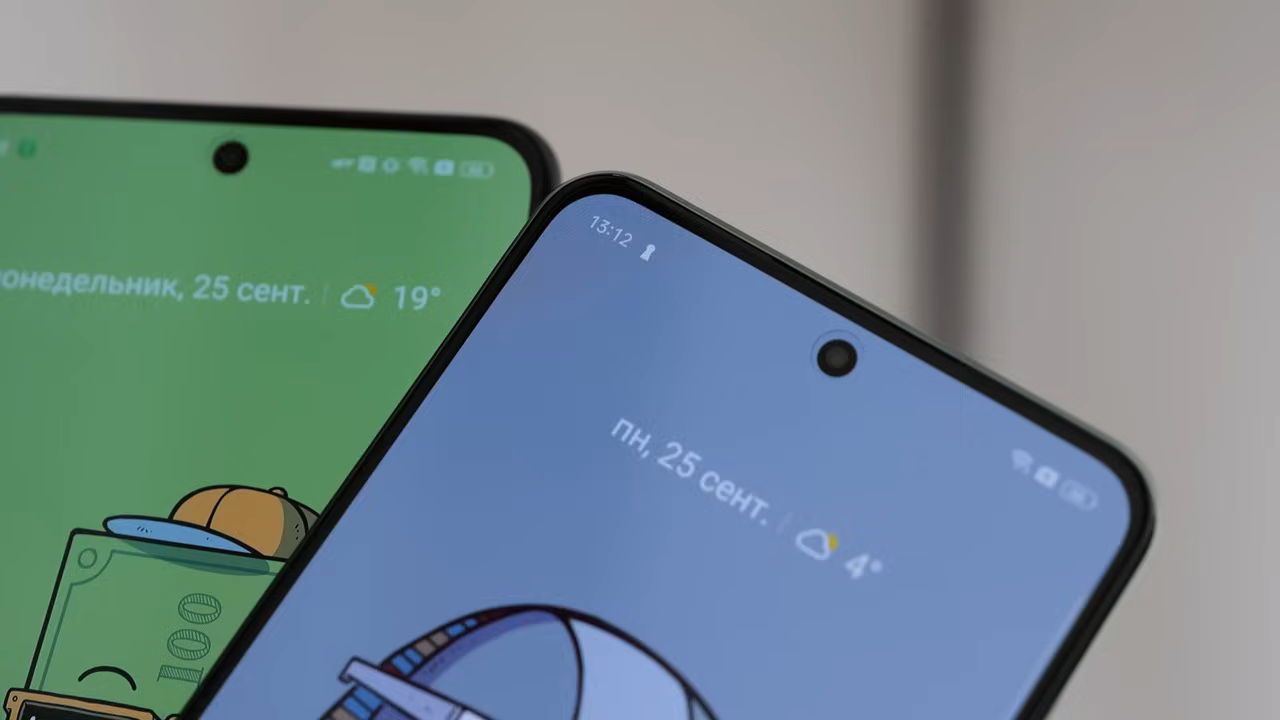 онедельник, 25 сент. 19°
100
13:12
пн, 25 сент. 4°